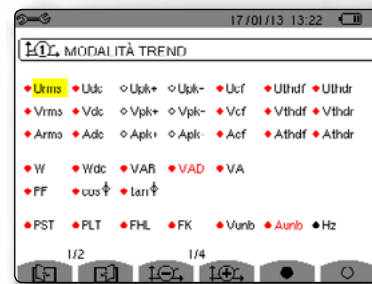 17/01/13 13:22
MODALITÀ TREND
Urms Udc Upk+ Upk- Ucf Uthdf Uthdr
Vrms Vdc Vpk+ Vpk- Vcf Vthdf Vthdr
Arms Adc Apk+ Apk- Acf Athdf Athdr
W Wdc VAR VAD VA
PF cos ϕ tan ϕ
PST PLT FHL FK Vunb Aunb Hz
1/2 1/4